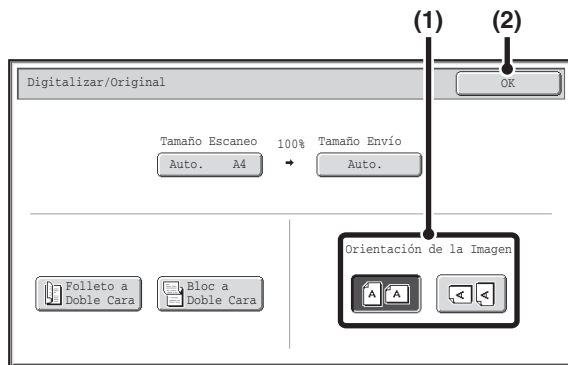 (1) (2)
Digitalizar/Original OK
Tamaño Escaneo 100% Tamaño Envío
Auto. A4 Auto.
Orientación de la Imagen
Folleto a
Doble Cara
Bloc a
Doble Cara
A A A A